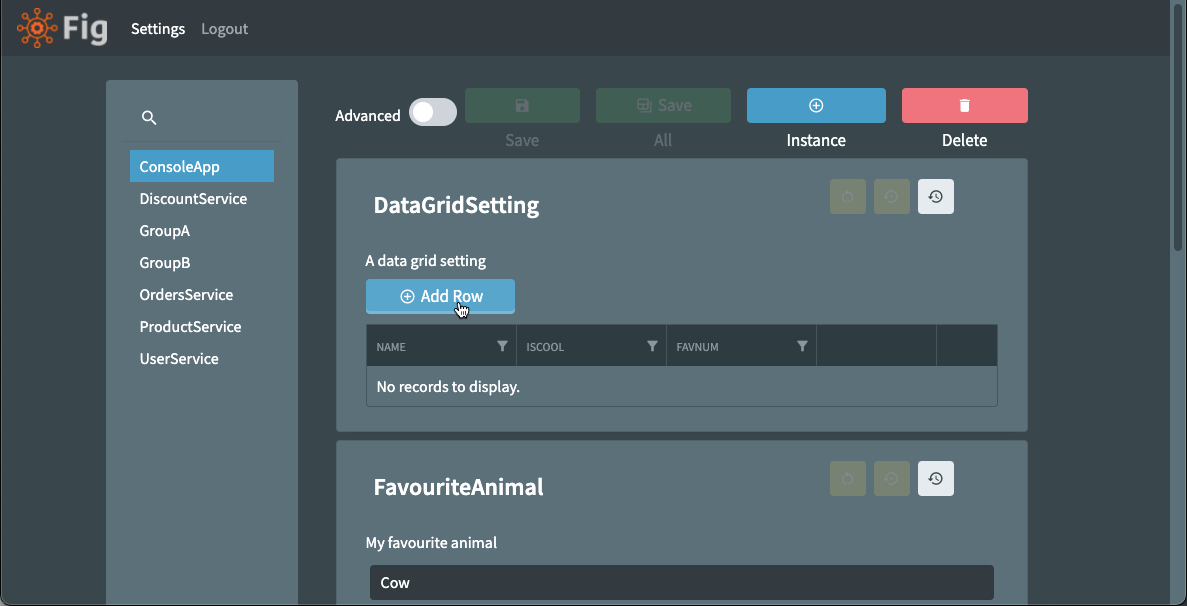 Fig Settings Logout
Advanced
Save
Save
All
Instance
Delete
ConsoleApp
DiscountService
GroupA
GroupB
OrdersService
ProductService
UserService
DataGridSetting
A data grid setting
Add Row
NAME ISCOOL FAVNUM
No records to display.
FavouriteAnimal
My favourite animal
Cow